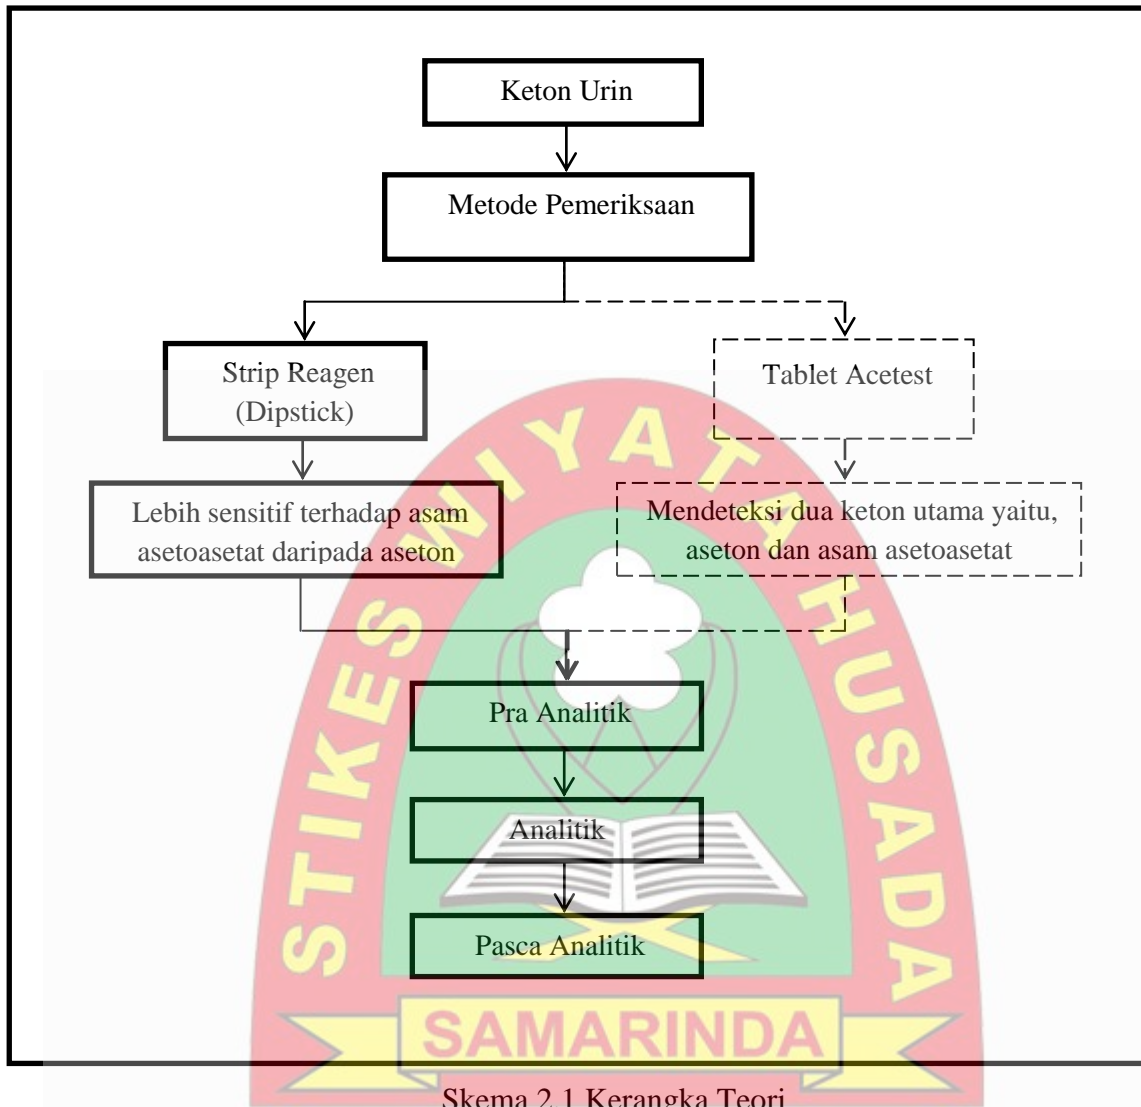 Keton Urin
Metode Pemeriksaan
Strip Reagen
(Dipstick)
Tablet Acetest
Lebih sensitif terhadap asam
asetoasetat daripada aseton
Mendeteksi dua keton utama yaitu,
aseton dan asam asetoasetat
Pra Analitik
Analitik
Pasca Analitik
STIKES WIYATA HUSADA
SAMARINDA
Skema 2.1 Kerangka Teori